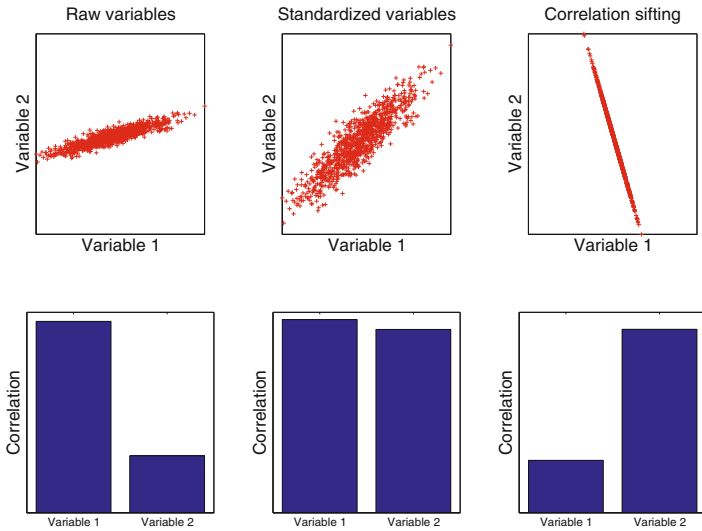 Raw variables
Standardized variables
Correlation sifting
Variable 2
Variable 2
Variable 2
Variable 1
Variable 1
Variable 1
Correlation
Correlation
Correlation
Variable 1
Variable 2
Variable 1
Variable 2
Variable 1
Variable 2